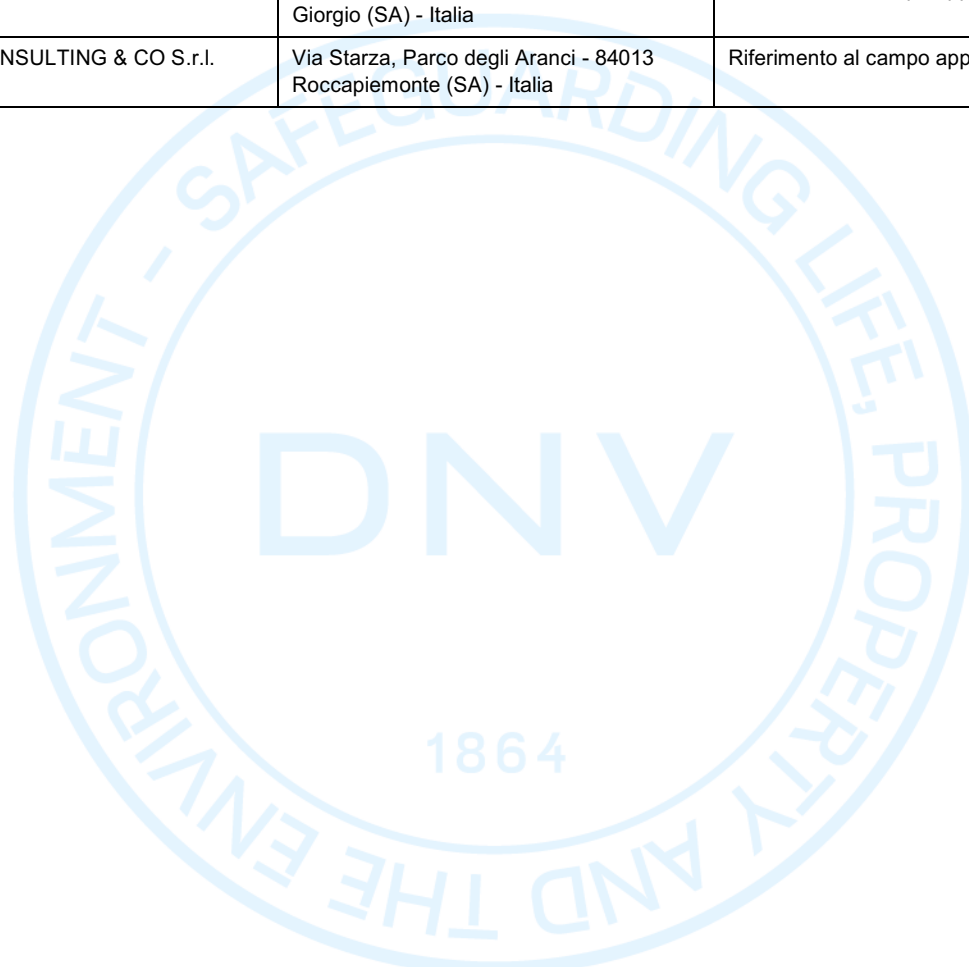 Giorgio (SA) - Italia
NSULTING & CO S.r.l.
Via Starza, Parco degli Aranci - 84013
Roccapiemonte (SA) - Italia
Riferimento al campo app
SAFEGUARDING LIFE, PROPERTY AND THE ENVIRONMENT -
DNV
1864